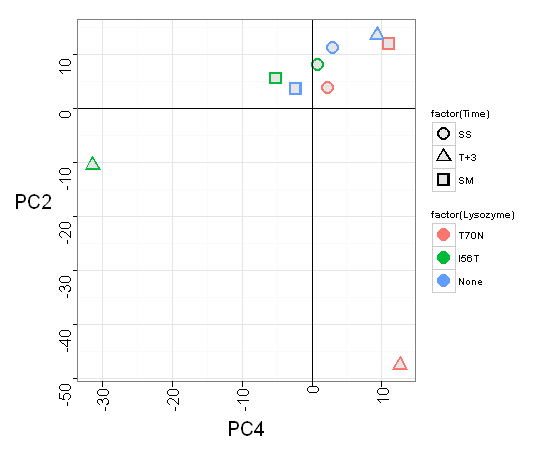 PC2
10
0
-10
-20
-30
-40
-50
-30
-20
-10
0
10
PC4
factor(Time)
SS
T+3
SM
factor(Lysozyme)
T70N
I56T
None